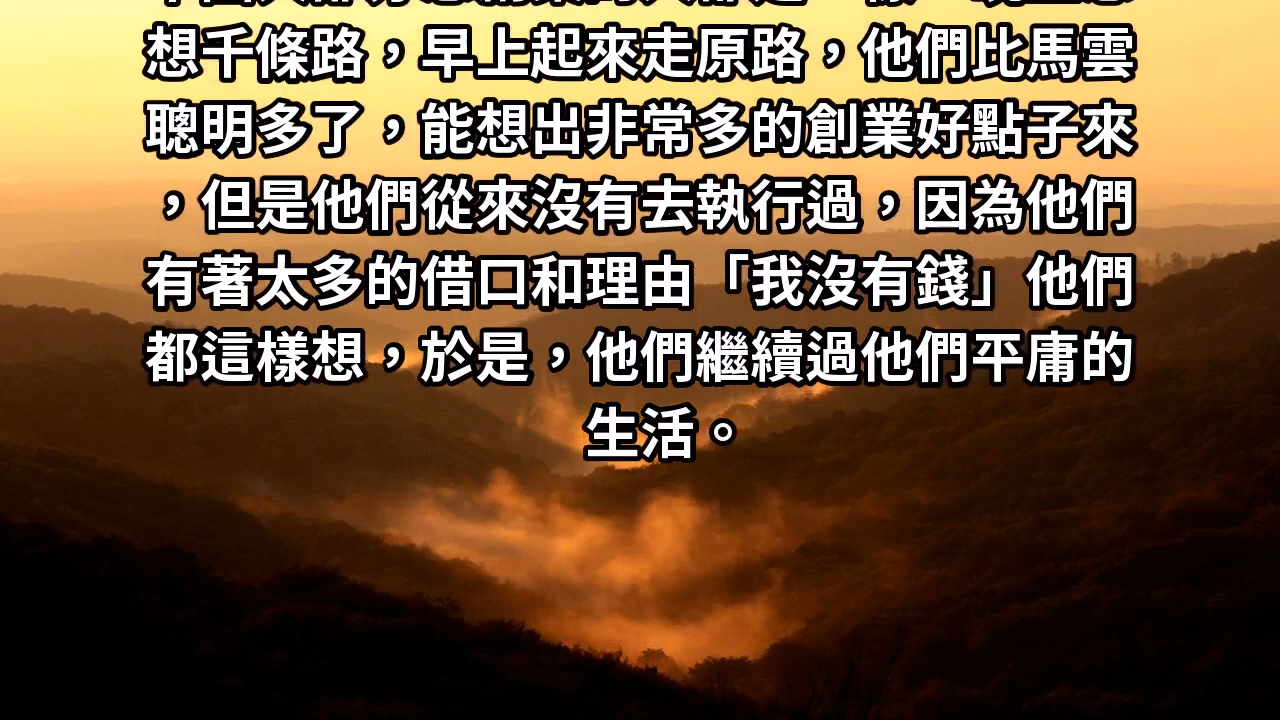 想千條路，早上起來走原路，他們比馬雲
聰明多了，能想出非常多的創業好點子來
，但是他們從來沒有去執行過，因為他們
有著太多的借口和理由「我沒有錢」他們
都這樣想，於是，他們繼續過他們平庸的
生活。